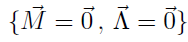 {M⃗ = 0⃗ , Λ⃗ = 0⃗}